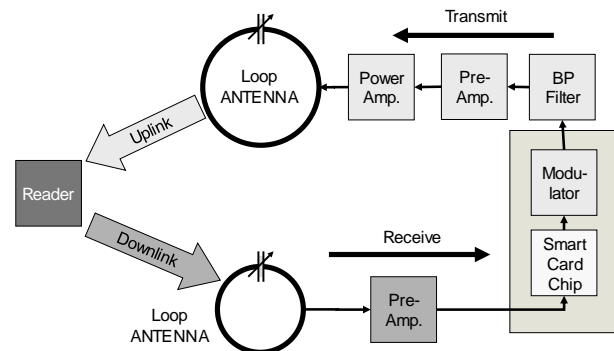 Transmit
Loop
ANTENNA
Power
Amp.
Pre-
Amp.
BP
Filter
Uplink
Reader
Modu-
lator
Downlink
Receive
Smart
Card
Chip
Loop
ANTENNA
Pre-
Amp.